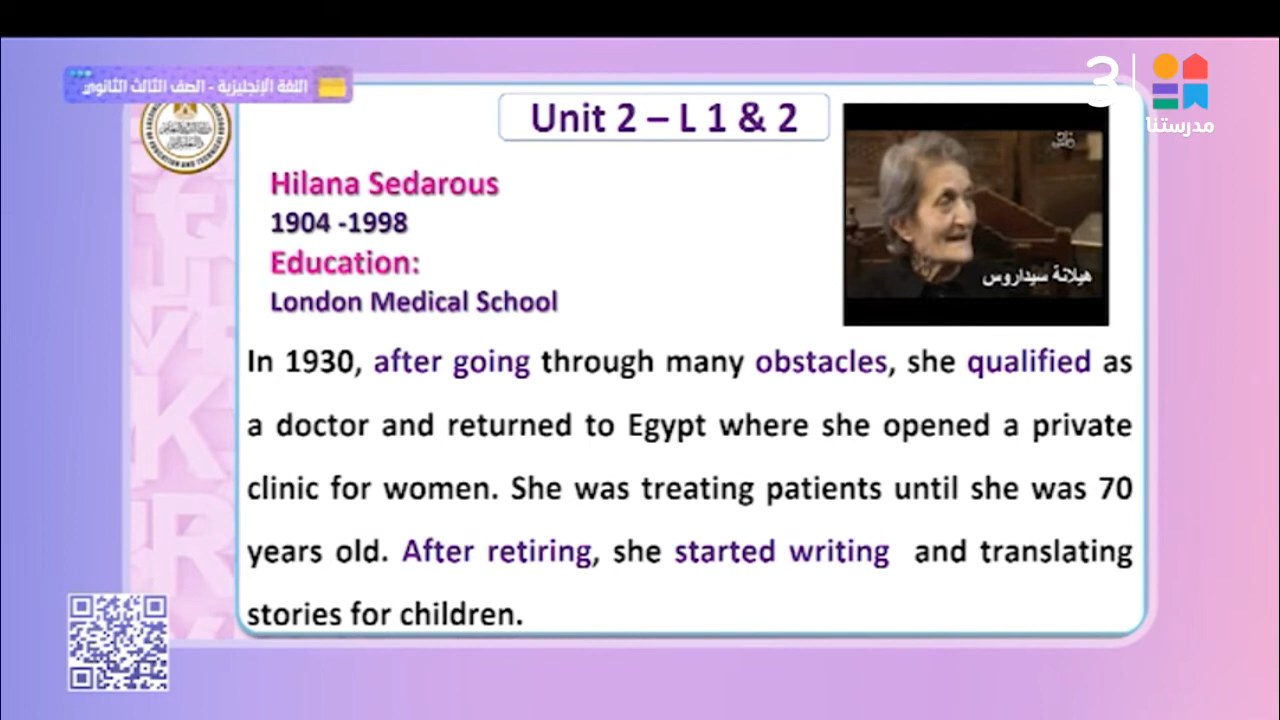 اللغة الإنجليزية - الصف الثالث الثانوي
3
مدرستنا
Unit 2 – L 1 & 2
Hilana Sedarous
1904 -1998
Education:
London Medical School
هيلانة سيداروس
In 1930, after going through many obstacles, she qualified as
a doctor and returned to Egypt where she opened a private
clinic for women. She was treating patients until she was 70
years old. After retiring, she started writing and translating
stories for children.